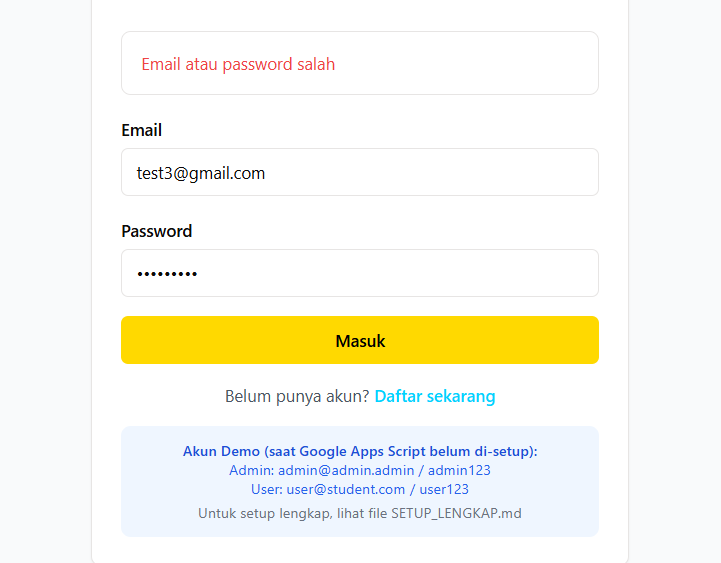 Email atau password salah
Email
test3@gmail.com
Password
•••••••••
Masuk
Belum punya akun? Daftar sekarang
Akun Demo (saat Google Apps Script belum di-setup):
Admin: admin@admin.admin / admin123
User: user@student.com / user123
Untuk setup lengkap, lihat file SETUP_LENGKAP.md